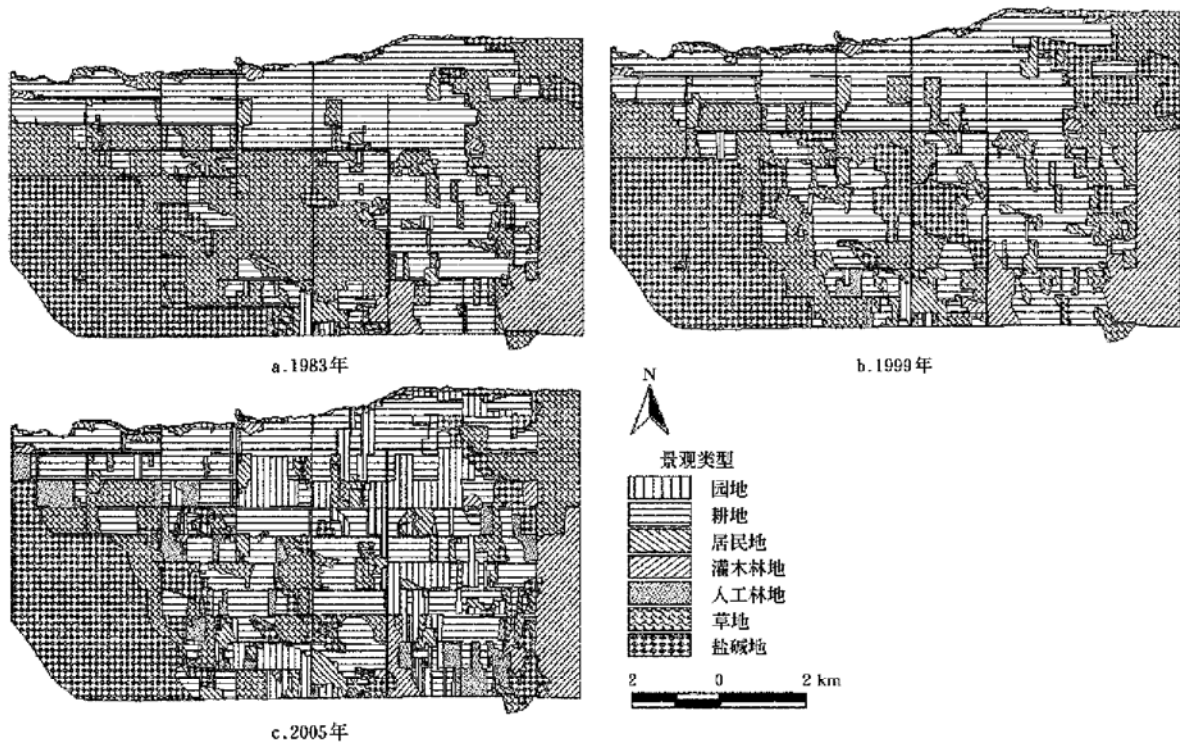 a.1983年
b.1999年
N
景观类型
园地
耕地
居民地
灌木林地
人工林地
草地
盐碱地
2 0 2 km
c.2005年